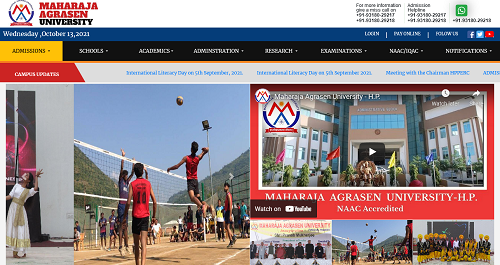 MAHARAJA
AGRASEN
UNIVERSITY
For more information
give a miss call on
+91-93180-29217
+91-93180-29218
Admission
Helpline
+91-93180-29217
+91-93180-29218
+91-93180-29218
Wednesday ,October 13,2021
LOGIN | PAY ONLINE | FOLLOW US
ADMISSIONS SCHOOLS ACADEMICS ADMINISTRATION RESEARCH EXAMINATIONS NAAC/IQAC NOTIFICATIONS
CAMPUS UPDATES
International Literacy Day on 5th September, 2021. International Literacy Day on 5th September 2021. Meeting with the Chairman HPPERC ADMIS
Maharaja Agrasen University - H.P.
Watch later
MAHARAJA AGRASEN UNIVERSITY-H.P.
NAAC Accredited
Watch on YouTube
MAHARAJA AGRASEN UNIVERSITY